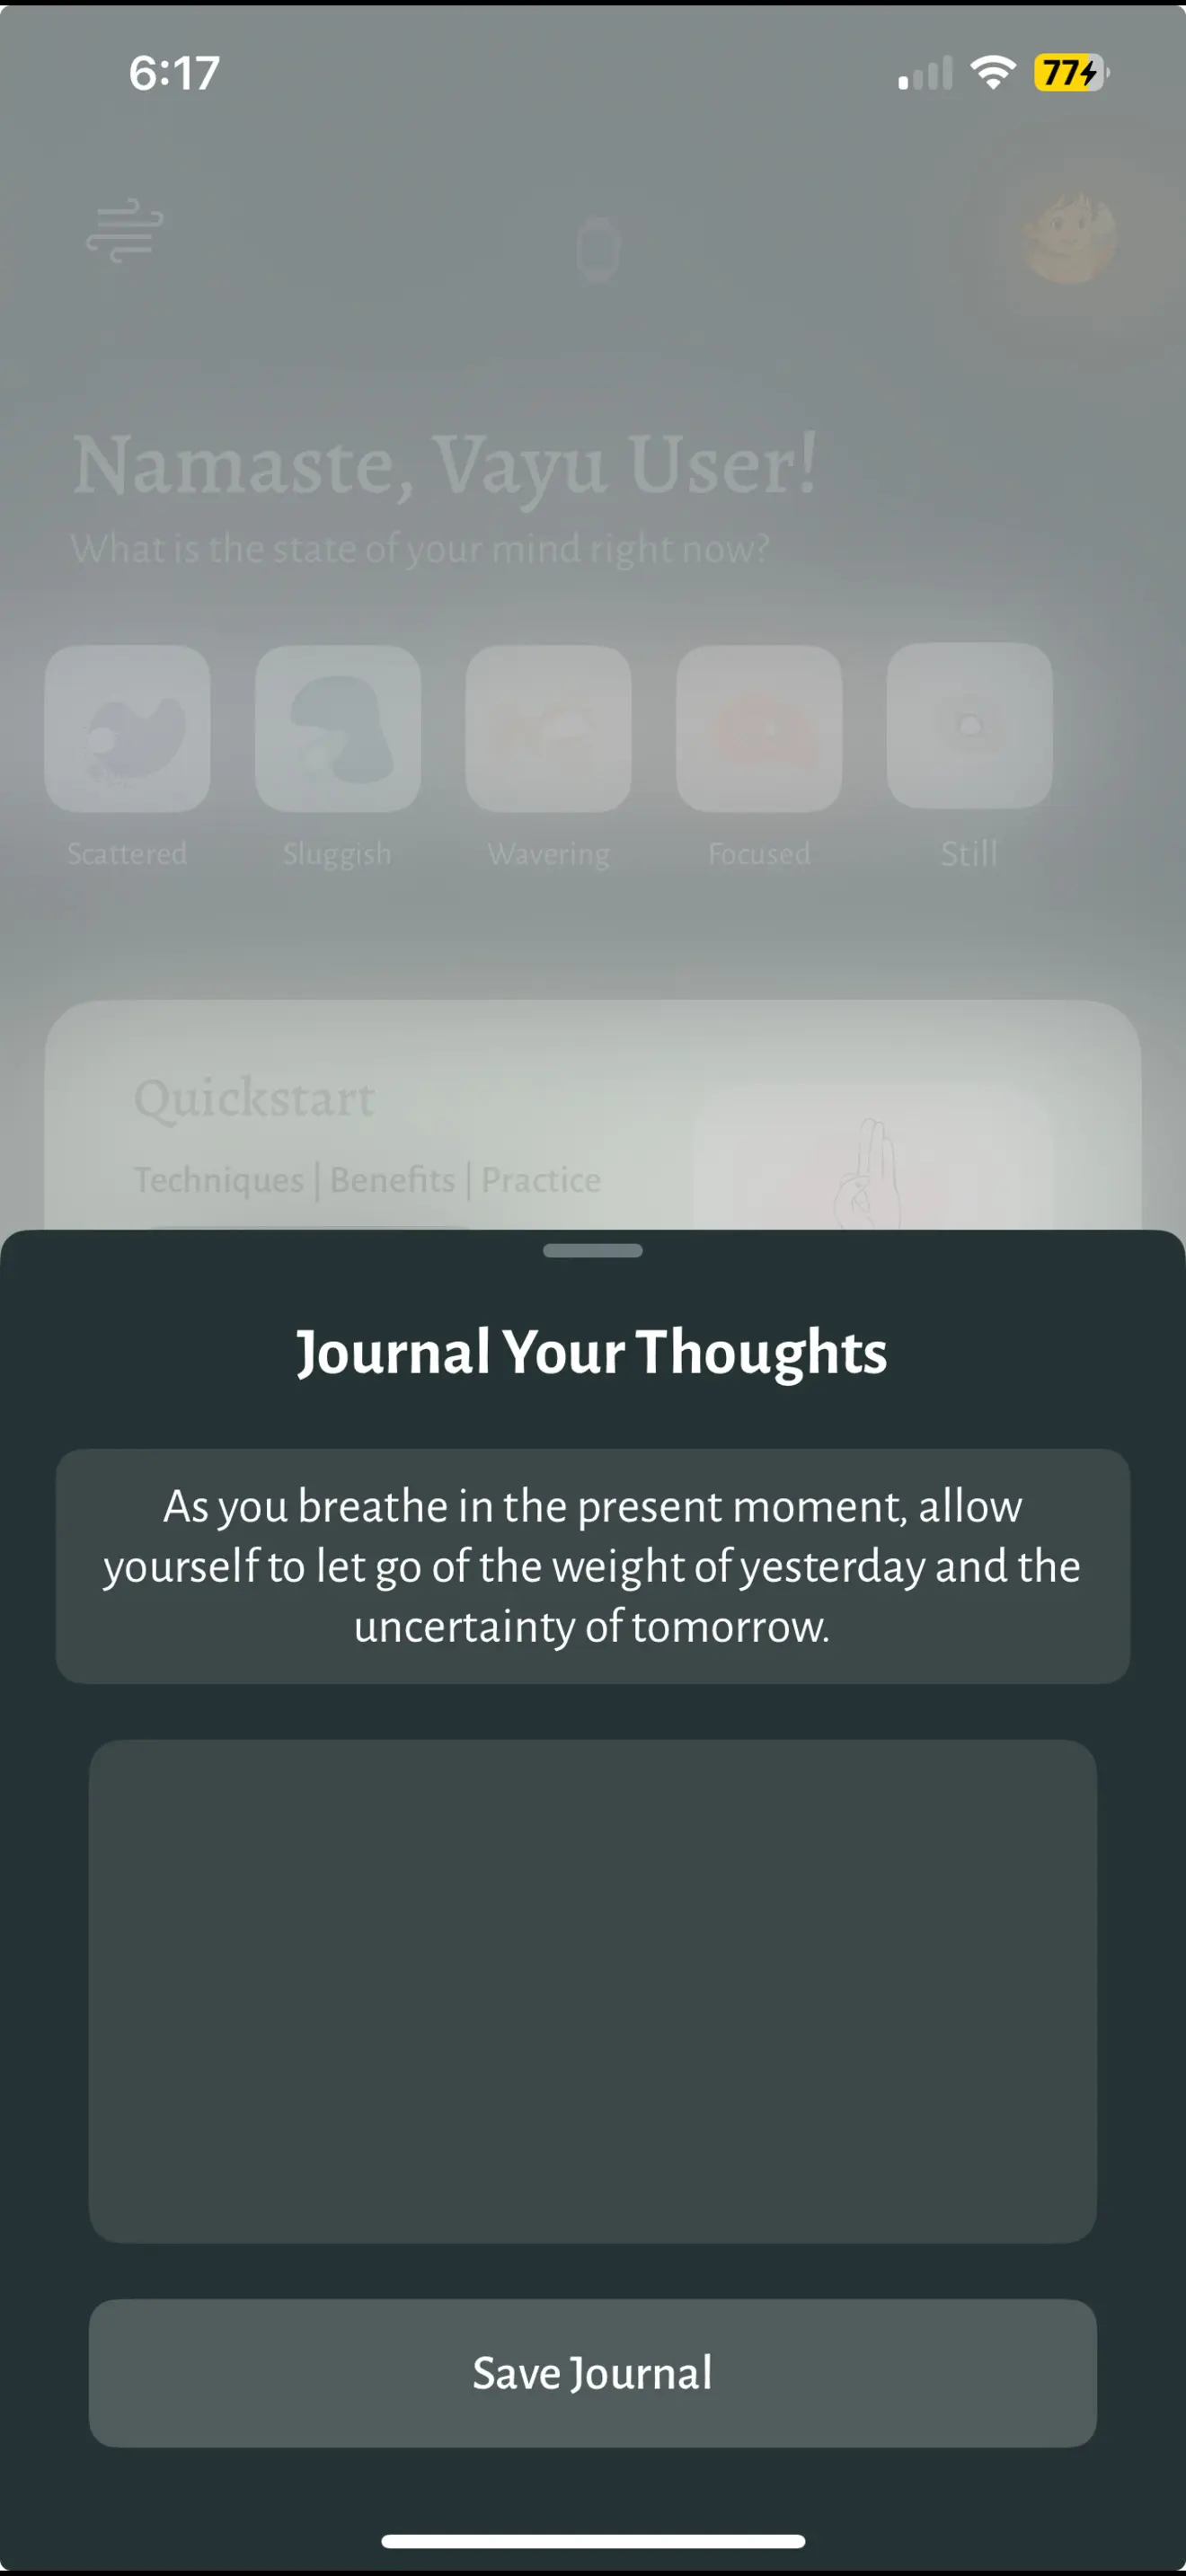 6:17
77
Namaste, Vayu User!
What is the state of your mind right now?
Scattered Sluggish Wavering Focused Still
Quickstart
Techniques | Benefits | Practice
Journal Your Thoughts
As you breathe in the present moment, allow
yourself to let go of the weight of yesterday and the
uncertainty of tomorrow.
Save Journal